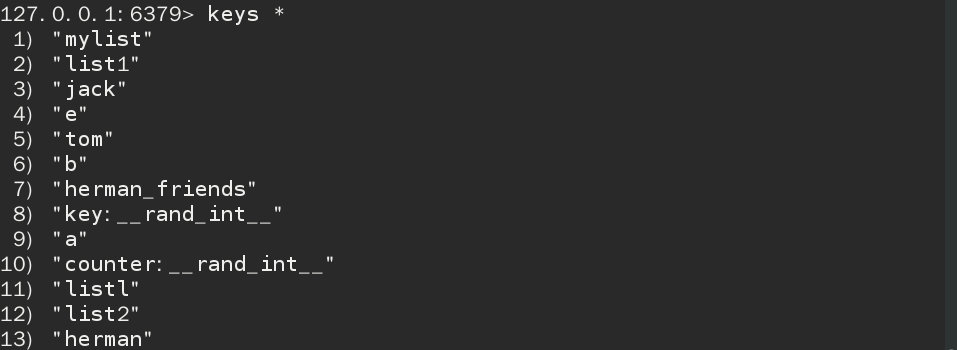 127.0.0.1:6379> keys *
1) "mylist"
2) "list1"
3) "jack"
4) "e"
5) "tom"
6) "b"
7) "herman_friends"
8) "key:__rand_int__"
9) "a"
10) "counter:__rand_int__"
11) "listl"
12) "list2"
13) "herman"